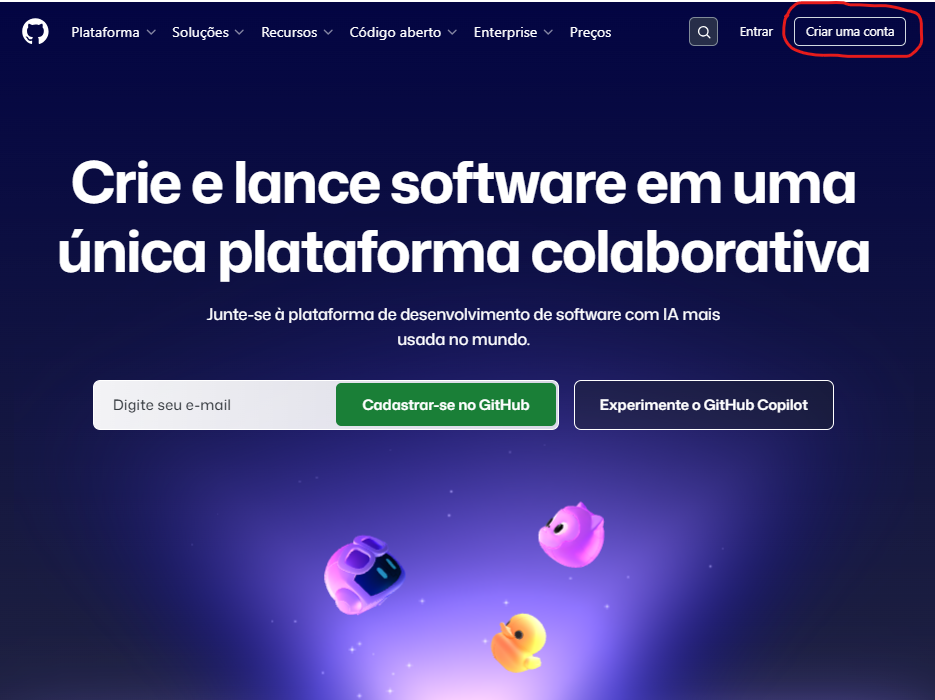 Plataforma Soluções Recursos Código aberto Enterprise Preços Entrar Criar uma conta
Crie e lance software em uma
única plataforma colaborativa
Junte-se à plataforma de desenvolvimento de software com IA mais
usada no mundo.
Digite seu e-mail Cadastrar-se no GitHub Experimente o GitHub Copilot